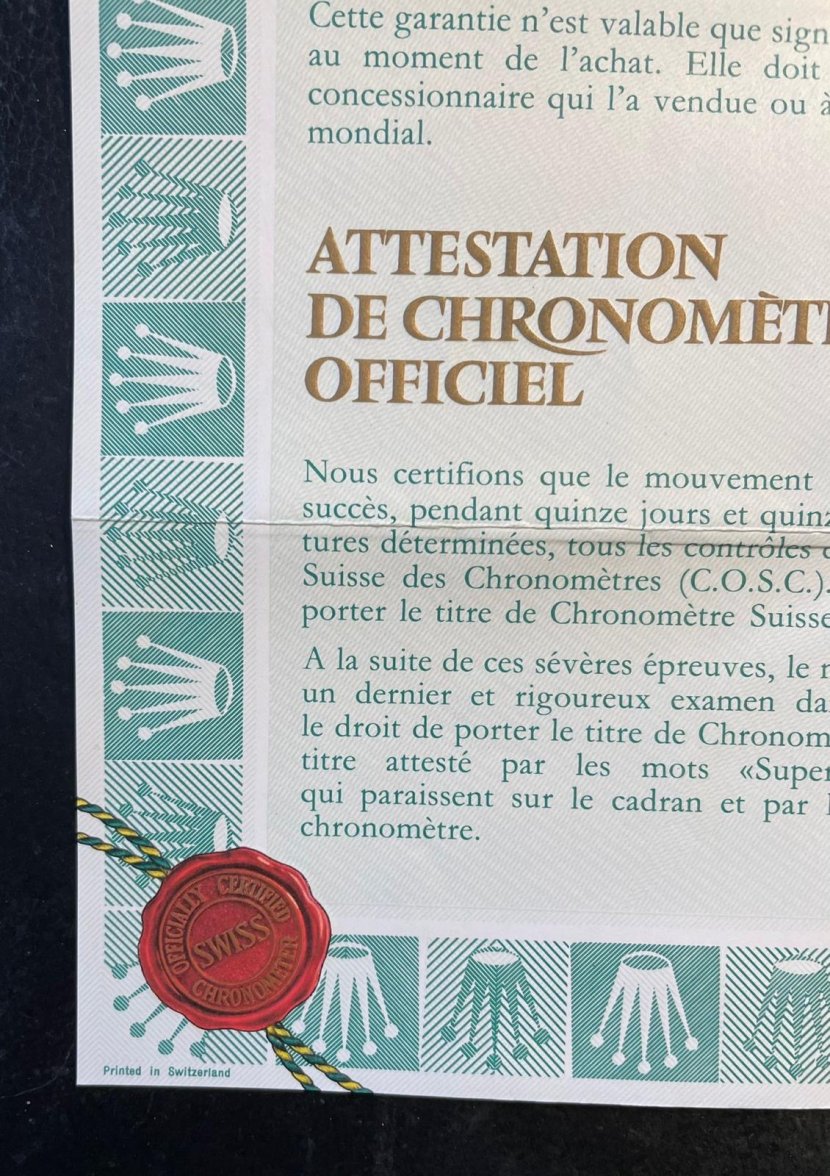 Cette garantie n'est valable que sign
au moment de l'achat. Elle doit
concessionnaire qui l'a vendue ou à
mondial.
ATTESTATION
DE CHRONOMÈT
OFFICIEL
Nous certifions que le mouvement
succès, pendant quinze jours et quinz
tures déterminées, tous les contrôles
Suisse des Chronomètres (C.O.S.C.).
porter le titre de Chronomètre Suisse
A la suite de ces sévères épreuves, le
un dernier et rigoureux examen da
le droit de porter le titre de Chronom
titre attesté par les mots «Super
qui paraissent sur le cadran et par
chronomètre.
OFFICIALLY CERTIFIED
SWISS
CHRONOMETER
Printed in Switzerland